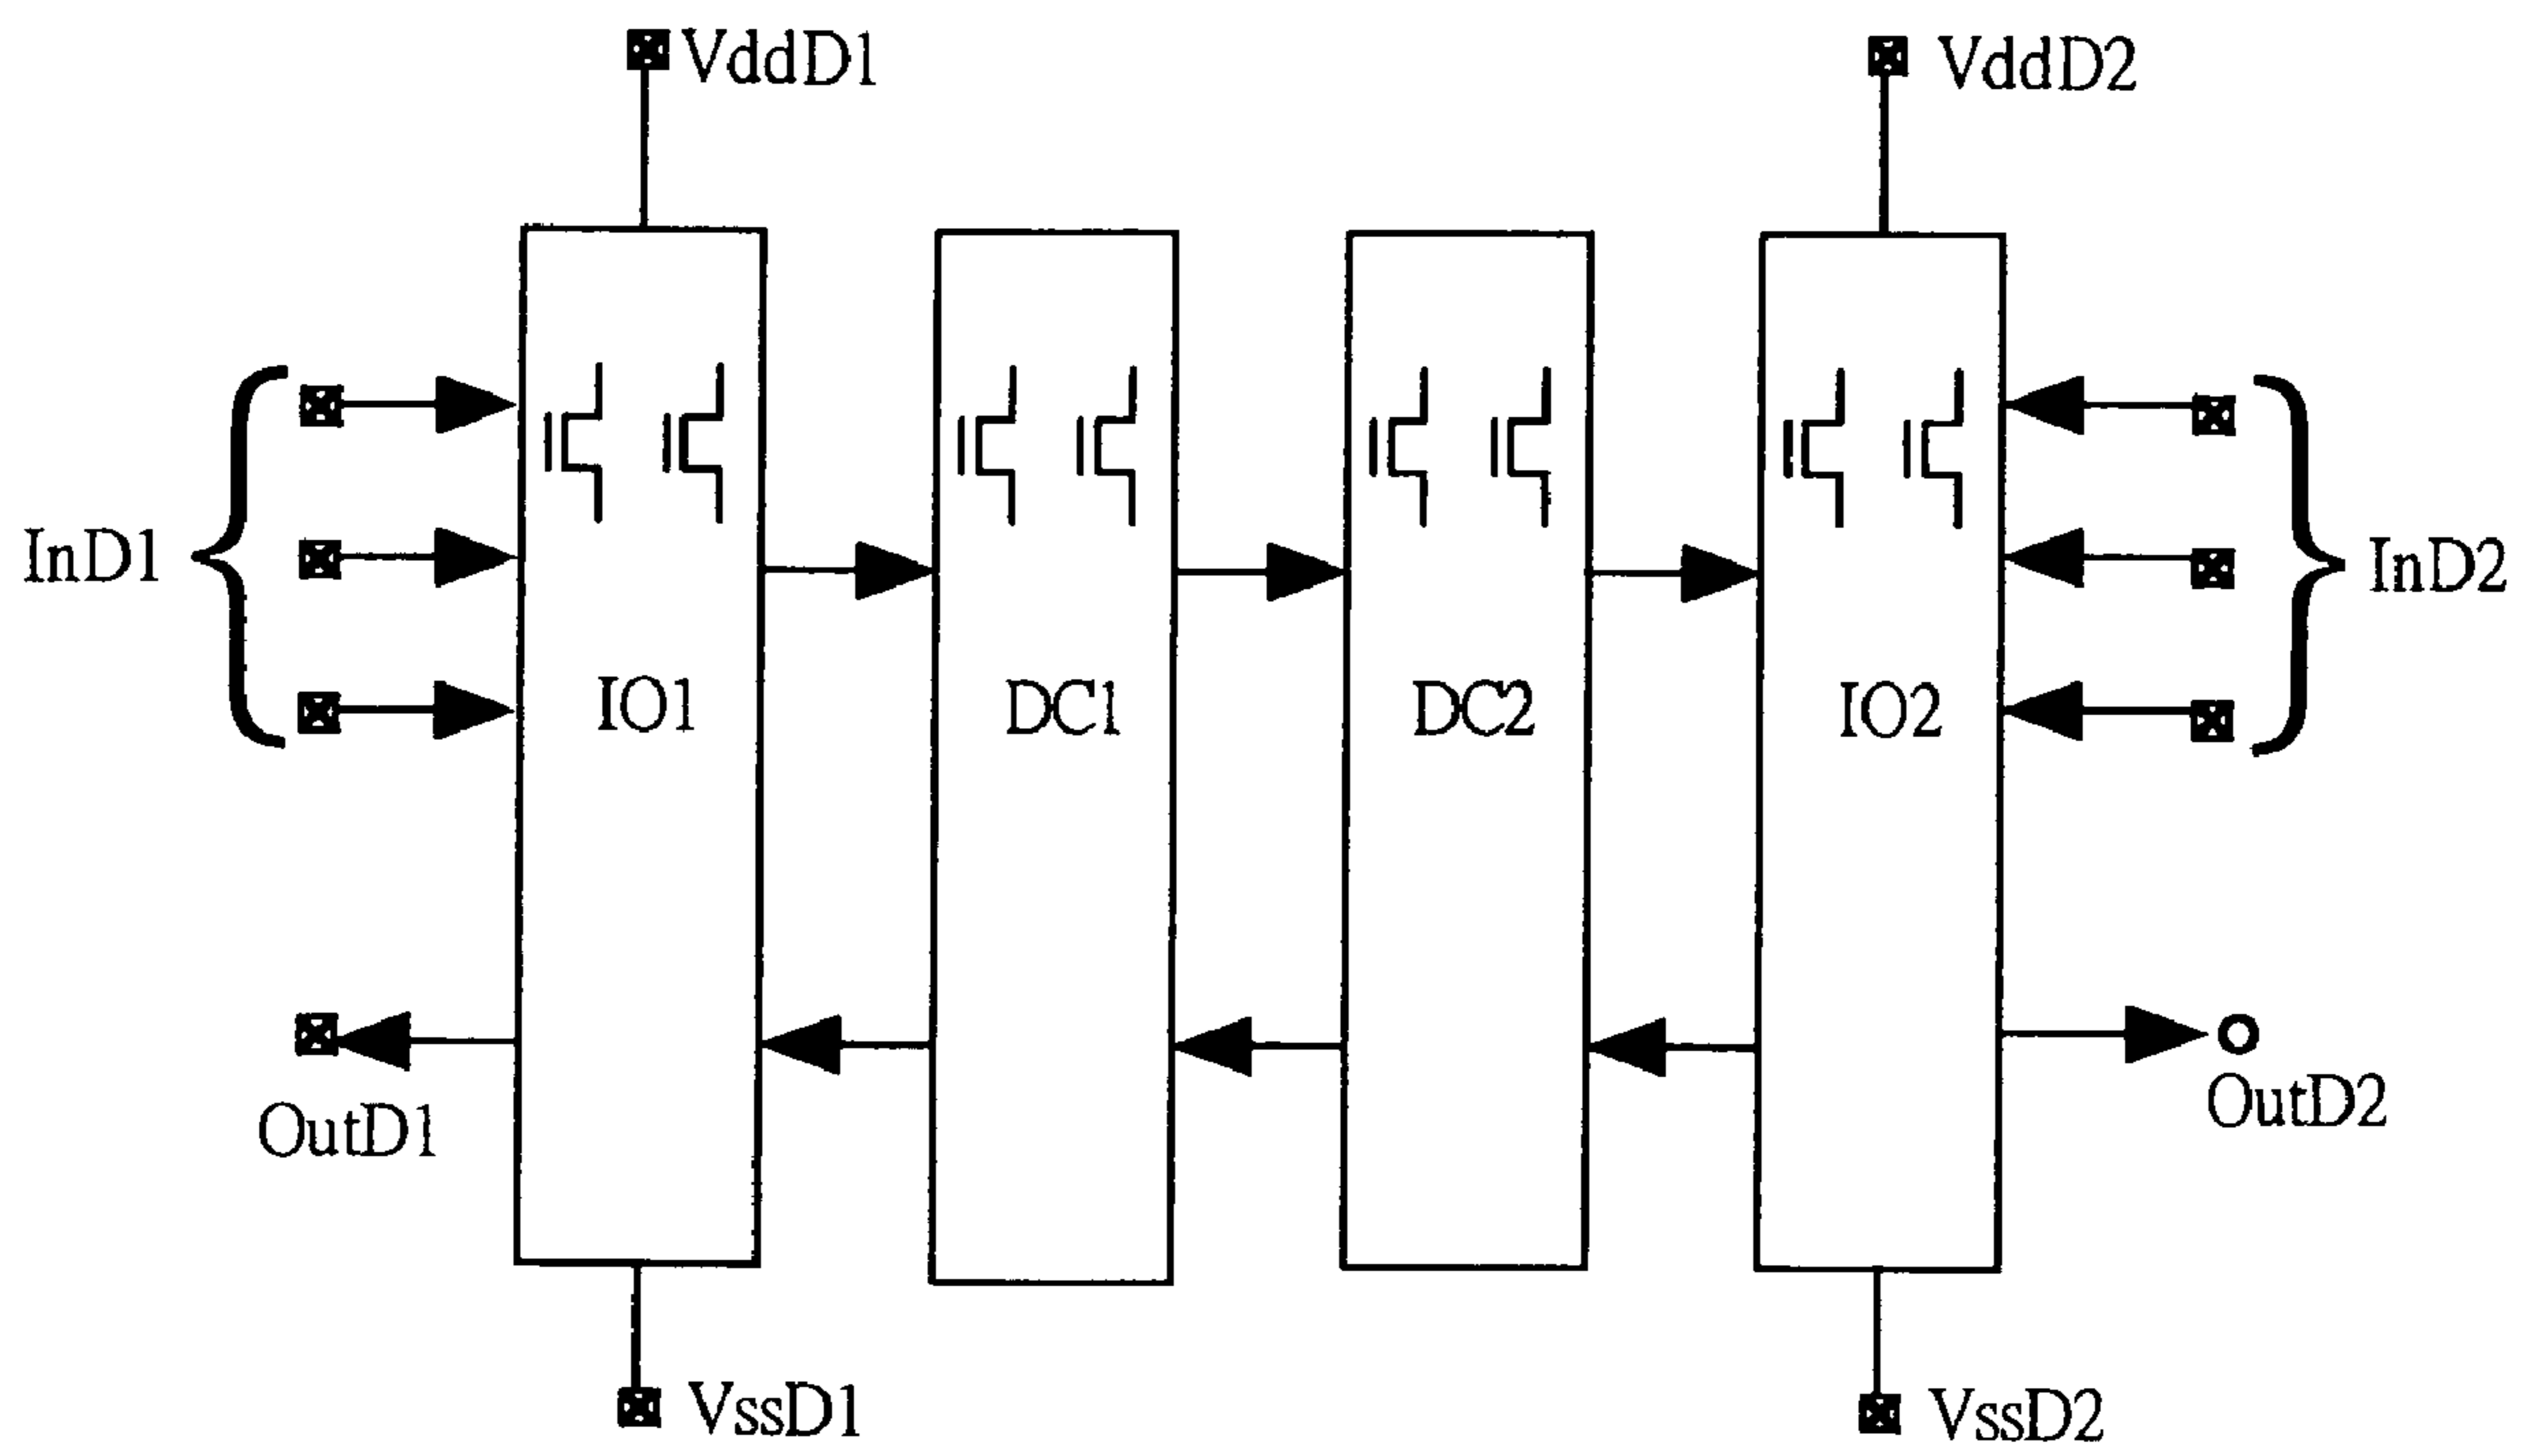 VddD1
VddD2
InD1
InD2
IO1
DC1
DC2
IO2
OutD1
OutD2
VssD1
VssD2